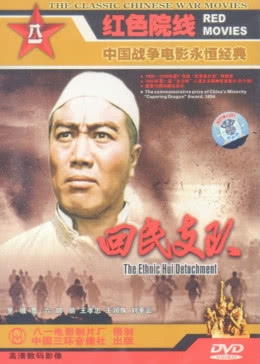 THE CLASSIC CHINESE WAR MOVIES
八一
红色院线
RED
MOVIES
中国战争电影永恒经典
The commemorative prize of China's Minority
"Capering Dragon" Award,
回民支队
The Ethnic Hui Detachment
八一电影制片厂 摄制
中国三环音像社 出版
高清数码影像
DVD
VIDEO